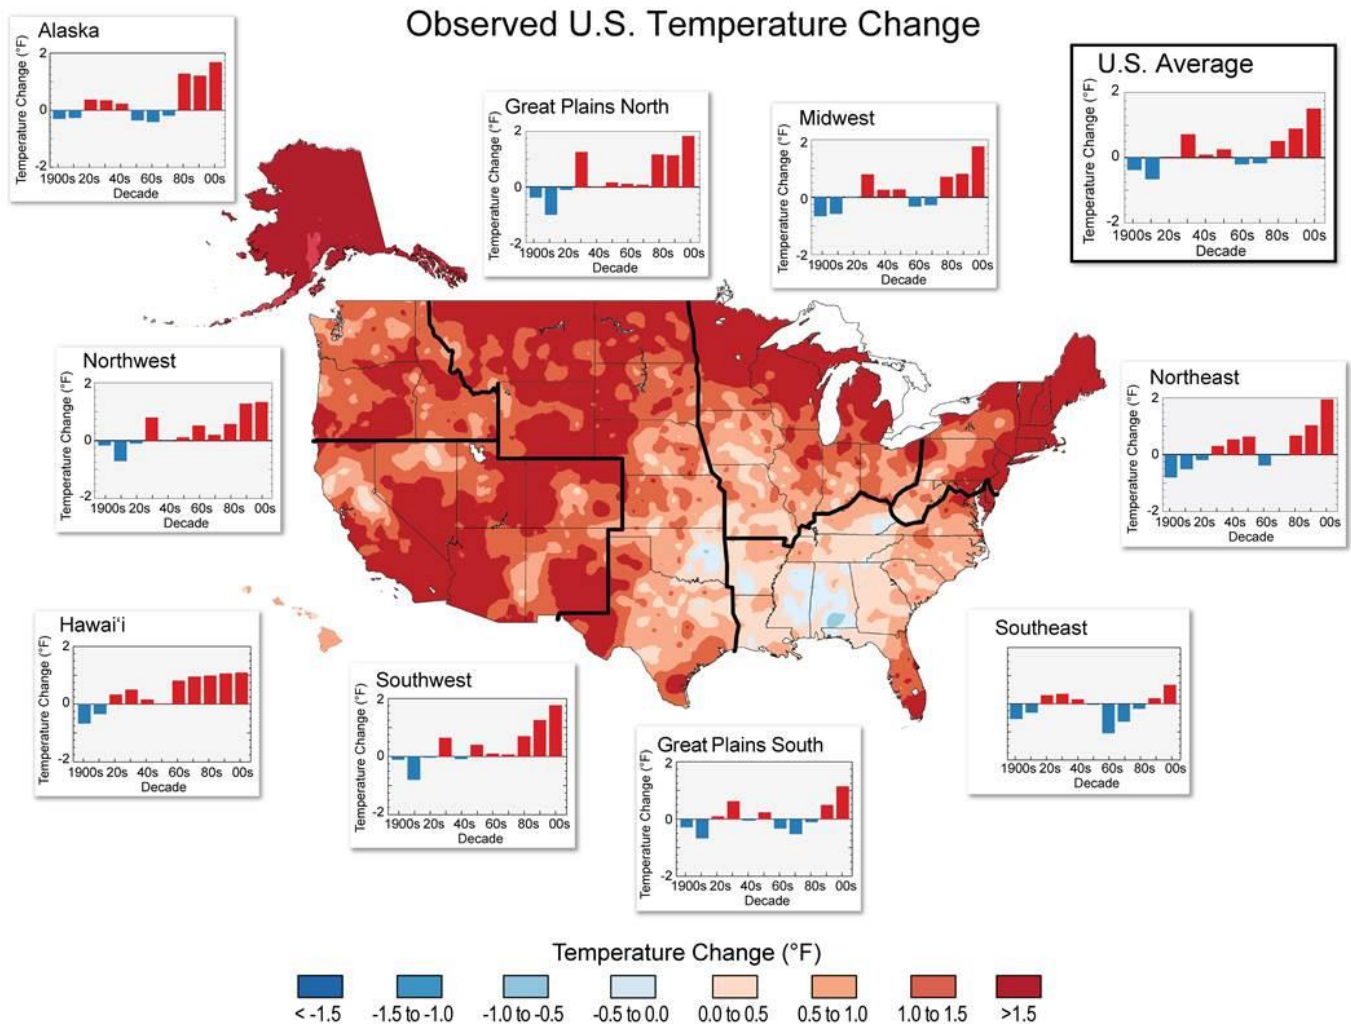 Observed U.S. Temperature Change
Alaska
Temperature Change (°F)
2
0
-2
1900s 20s 40s 60s 80s 00s
Decade
Great Plains North
Temperature Change (°F)
2
0
-2
1900s 20s 40s 60s 80s 00s
Decade
Midwest
Temperature Change (°F)
2
0
-2
1900s 20s 40s 60s 80s 00s
Decade
U.S. Average
Temperature Change (°F)
2
0
-2
1900s 20s 40s 60s 80s 00s
Decade
Northwest
Temperature Change (°F)
2
0
-2
1900s 20s 40s 60s 80s 00s
Decade
Northeast
Temperature Change (°F)
2
0
-2
1900s 20s 40s 60s 80s 00s
Decade
Hawaiʻi
Temperature Change (°F)
2
0
-2
1900s 20s 40s 60s 80s 00s
Decade
Southwest
Temperature Change (°F)
2
0
-2
1900s 20s 40s 60s 80s 00s
Decade
Great Plains South
Temperature Change (°F)
2
0
-2
1900s 20s 40s 60s 80s 00s
Decade
Southeast
1900s 20s 40s 60s 80s 00s
Decade
Temperature Change (°F)
< -1.5 -1.5 to -1.0 -1.0 to -0.5 -0.5 to 0.0 0.0 to 0.5 0.5 to 1.0 1.0 to 1.5 >1.5